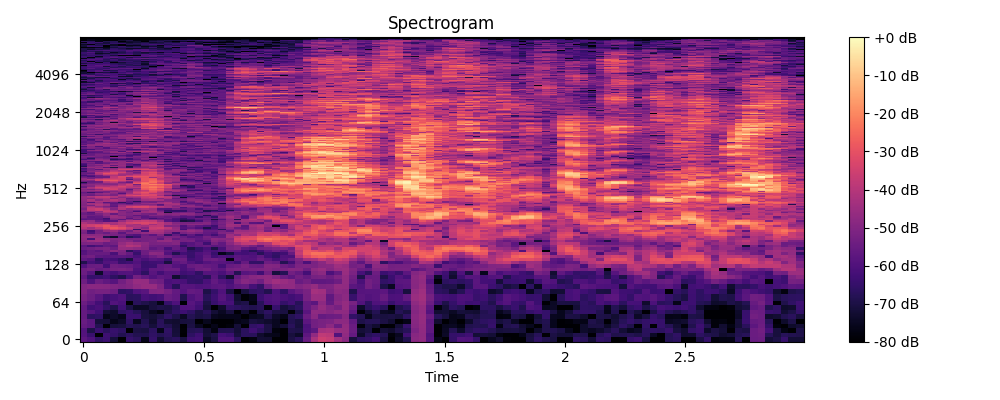 Spectrogram
4096
2048
1024
512
256
128
64
0
Hz
0
0.5
1
1.5
2
2.5
Time
+0 dB
-10 dB
-20 dB
-30 dB
-40 dB
-50 dB
-60 dB
-70 dB
-80 dB